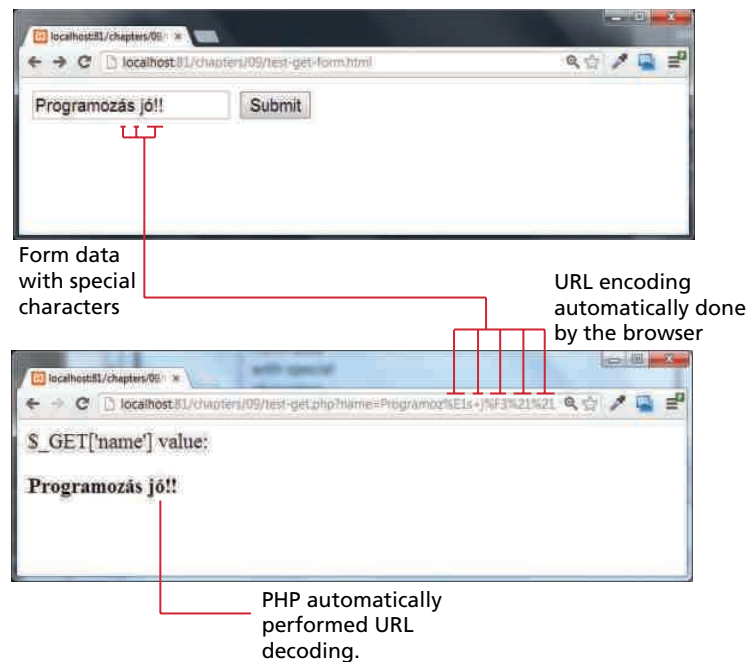 localhost:81/chapters/09/
localhost:81/chapters/09/test-get-form.html
Programozás jó!!
Submit
Form data
with special
characters
URL encoding
automatically done
by the browser
localhost:81/chapters/09/
localhost:81/chapters/09/test-get.php?name=Programoz%E1s+j%F3%21%21
$_GET['name'] value:
Programozás jó!!
PHP automatically
performed URL
decoding.